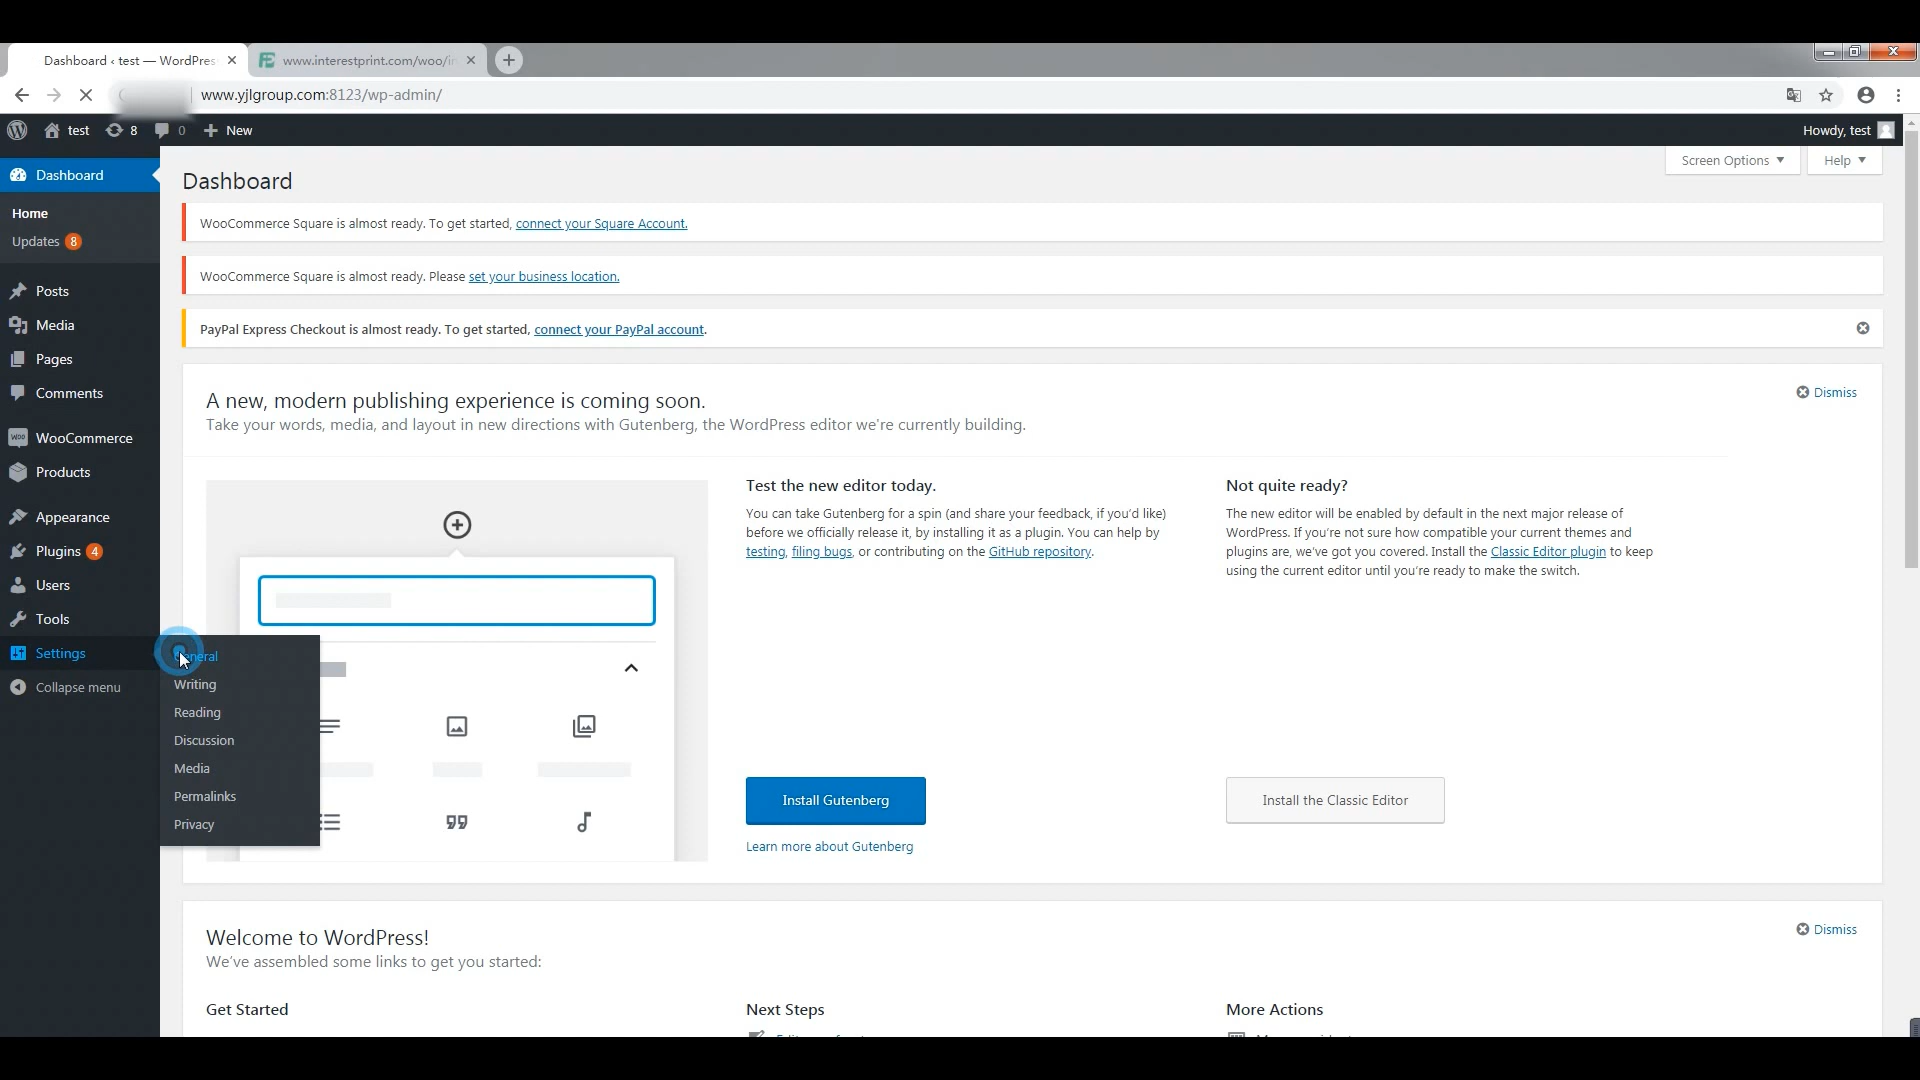 Dashboard ‹ test — WordPres
www.interestprint.com/woo/in
www.yjlgroup.com:8123/wp-admin/
test
8
0
New
Howdy, test
Screen Options
Help
Dashboard
Home
Updates 8
Posts
Media
Pages
Comments
WooCommerce
Products
Appearance
Plugins 4
Users
Tools
Settings
Collapse menu
General
Writing
Reading
Discussion
Media
Permalinks
Privacy
Dashboard
WooCommerce Square is almost ready. To get started, connect your Square Account.
WooCommerce Square is almost ready. Please set your business location.
PayPal Express Checkout is almost ready. To get started, connect your PayPal account.
A new, modern publishing experience is coming soon.
Dismiss
Take your words, media, and layout in new directions with Gutenberg, the WordPress editor we're currently building.
Test the new editor today.
You can take Gutenberg for a spin (and share your feedback, if you'd like)
before we officially release it, by installing it as a plugin. You can help by
testing, filing bugs, or contributing on the GitHub repository.
Install Gutenberg
Learn more about Gutenberg
Not quite ready?
The new editor will be enabled by default in the next major release of
WordPress. If you're not sure how compatible your current themes and
plugins are, we've got you covered. Install the Classic Editor plugin to keep
using the current editor until you're ready to make the switch.
Install the Classic Editor
Welcome to WordPress!
Dismiss
We've assembled some links to get you started:
Get Started
Next Steps
More Actions